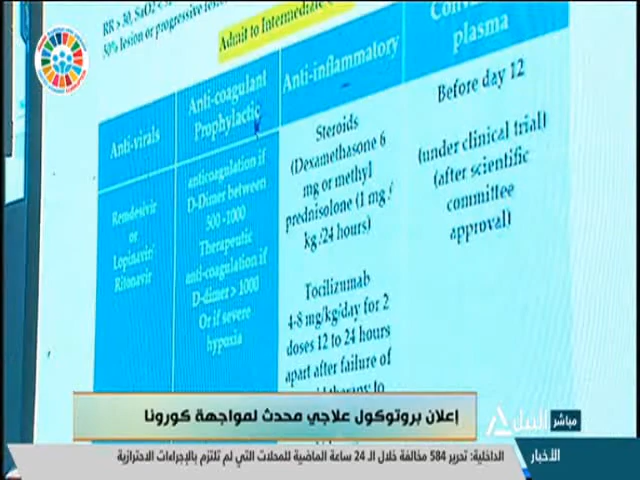 RR > 30, SaO2 <
50% lesion or progressive lesion
Admit to Intermediate
Anti-virals
Anti-coagulant
Prophylactic
Anti-inflammatory
plasma
Remdesivir
or
Lopinavir/
Ritonavir
anticoagulation if
D-Dimer between
500 -1000
Therapeutic
anti-coagulation if
D-dimer > 1000
Or if severe
hypoxia
Steroids
(Dexamethasone 6
mg or methyl
prednisolone (1 mg /
kg /24 hours)
Tocilizumab
4-8 mg/kg/day for 2
doses 12 to 24 hours
apart after failure of
therapy to
Before day 12
(under clinical trial)
(after scientific
committee
approval)
إعلان بروتوكول علاجي محدث لمواجهة كورونا
النيل
مباشر
الأخبار
الداخلية: تحرير 584 مخالفة خلال الـ 24 ساعة الماضية للمحلات التي لم تلتزم بالإجراءات الاحترازية